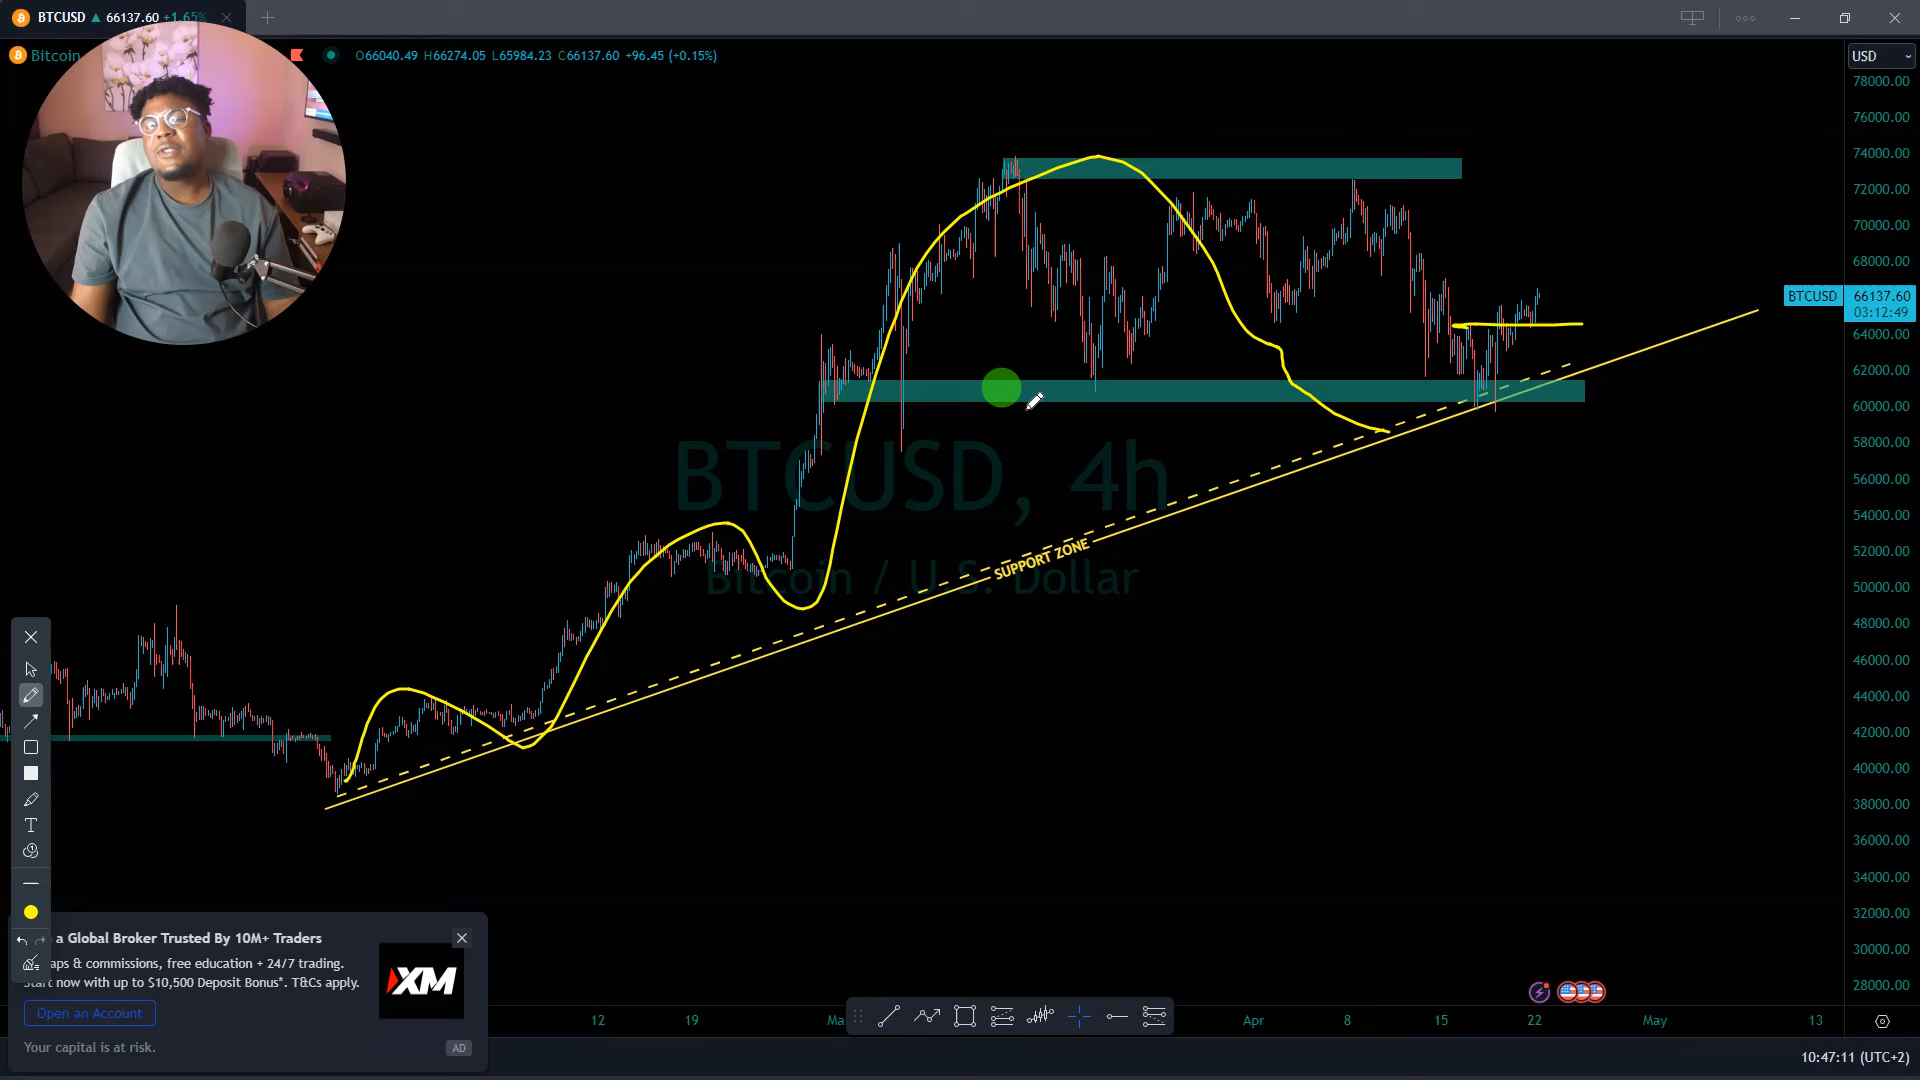 BTCUSD ▲ 66137.60 +1.65%
Bitcoin
O66040.49 H66274.05 L65984.23 C66137.60 +96.45 (+0.15%)
USD
78000.00
76000.00
74000.00
72000.00
70000.00
68000.00
BTCUSD 66137.60
03:12:49
64000.00
62000.00
60000.00
58000.00
56000.00
54000.00
52000.00
50000.00
48000.00
46000.00
44000.00
42000.00
40000.00
38000.00
36000.00
34000.00
32000.00
30000.00
28000.00
BTCUSD, 4h
Bitcoin / U.S. Dollar
SUPPORT ZONE
T
a Global Broker Trusted By 10M+ Traders
aps & commissions, free education + 24/7 trading.
Start now with up to $10,500 Deposit Bonus*. T&Cs apply.
XM
Open an Account
Your capital is at risk.
AD
12 19 Ma Apr 8 15 22 May 13
10:47:11 (UTC+2)